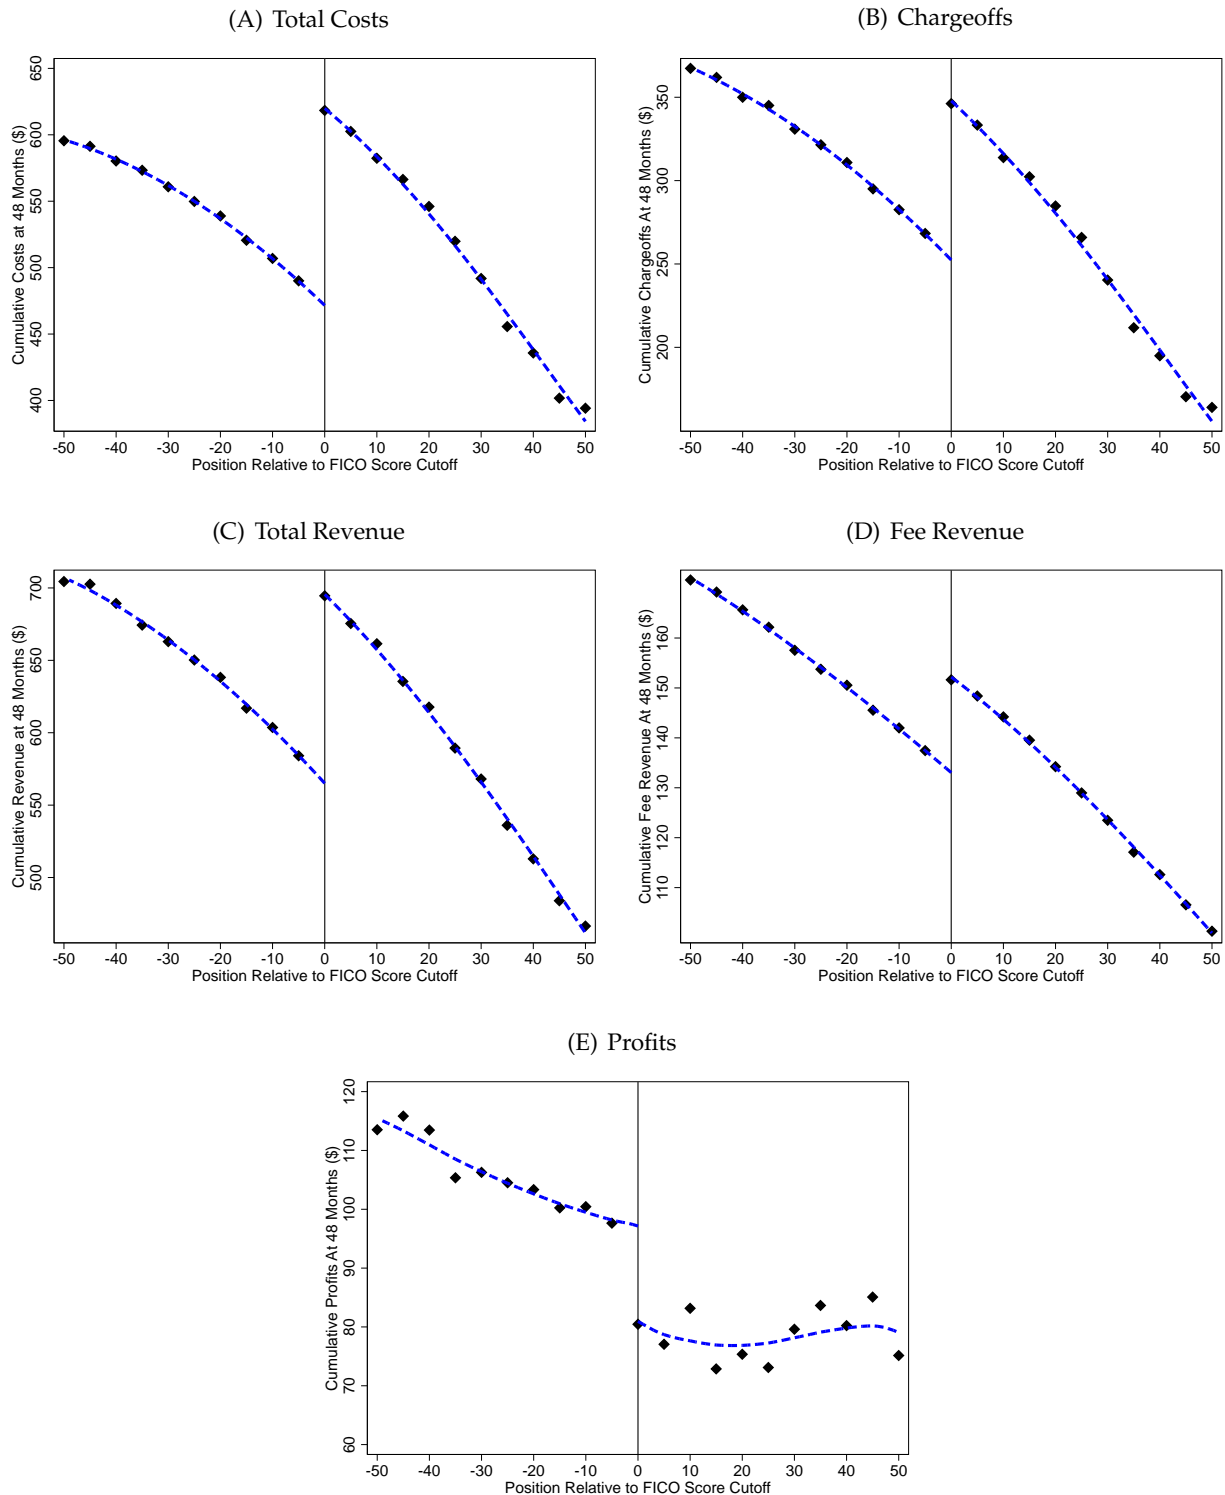 (A) Total Costs
Cumulative Costs at 48 Months ($)
650
600
550
500
450
400
-50 -40 -30 -20 -10 0 10 20 30 40 50
Position Relative to FICO Score Cutoff
(B) Chargeoffs
Cumulative Chargeoffs At 48 Months ($)
350
300
250
200
-50 -40 -30 -20 -10 0 10 20 30 40 50
Position Relative to FICO Score Cutoff
(C) Total Revenue
Cumulative Revenue at 48 Months ($)
700
650
600
550
500
-50 -40 -30 -20 -10 0 10 20 30 40 50
Position Relative to FICO Score Cutoff
(D) Fee Revenue
Cumulative Fee Revenue At 48 Months ($)
160
150
140
130
120
110
-50 -40 -30 -20 -10 0 10 20 30 40 50
Position Relative to FICO Score Cutoff
(E) Profits
Cumulative Profits At 48 Months ($)
120
110
100
90
80
70
60
-50 -40 -30 -20 -10 0 10 20 30 40 50
Position Relative to FICO Score Cutoff